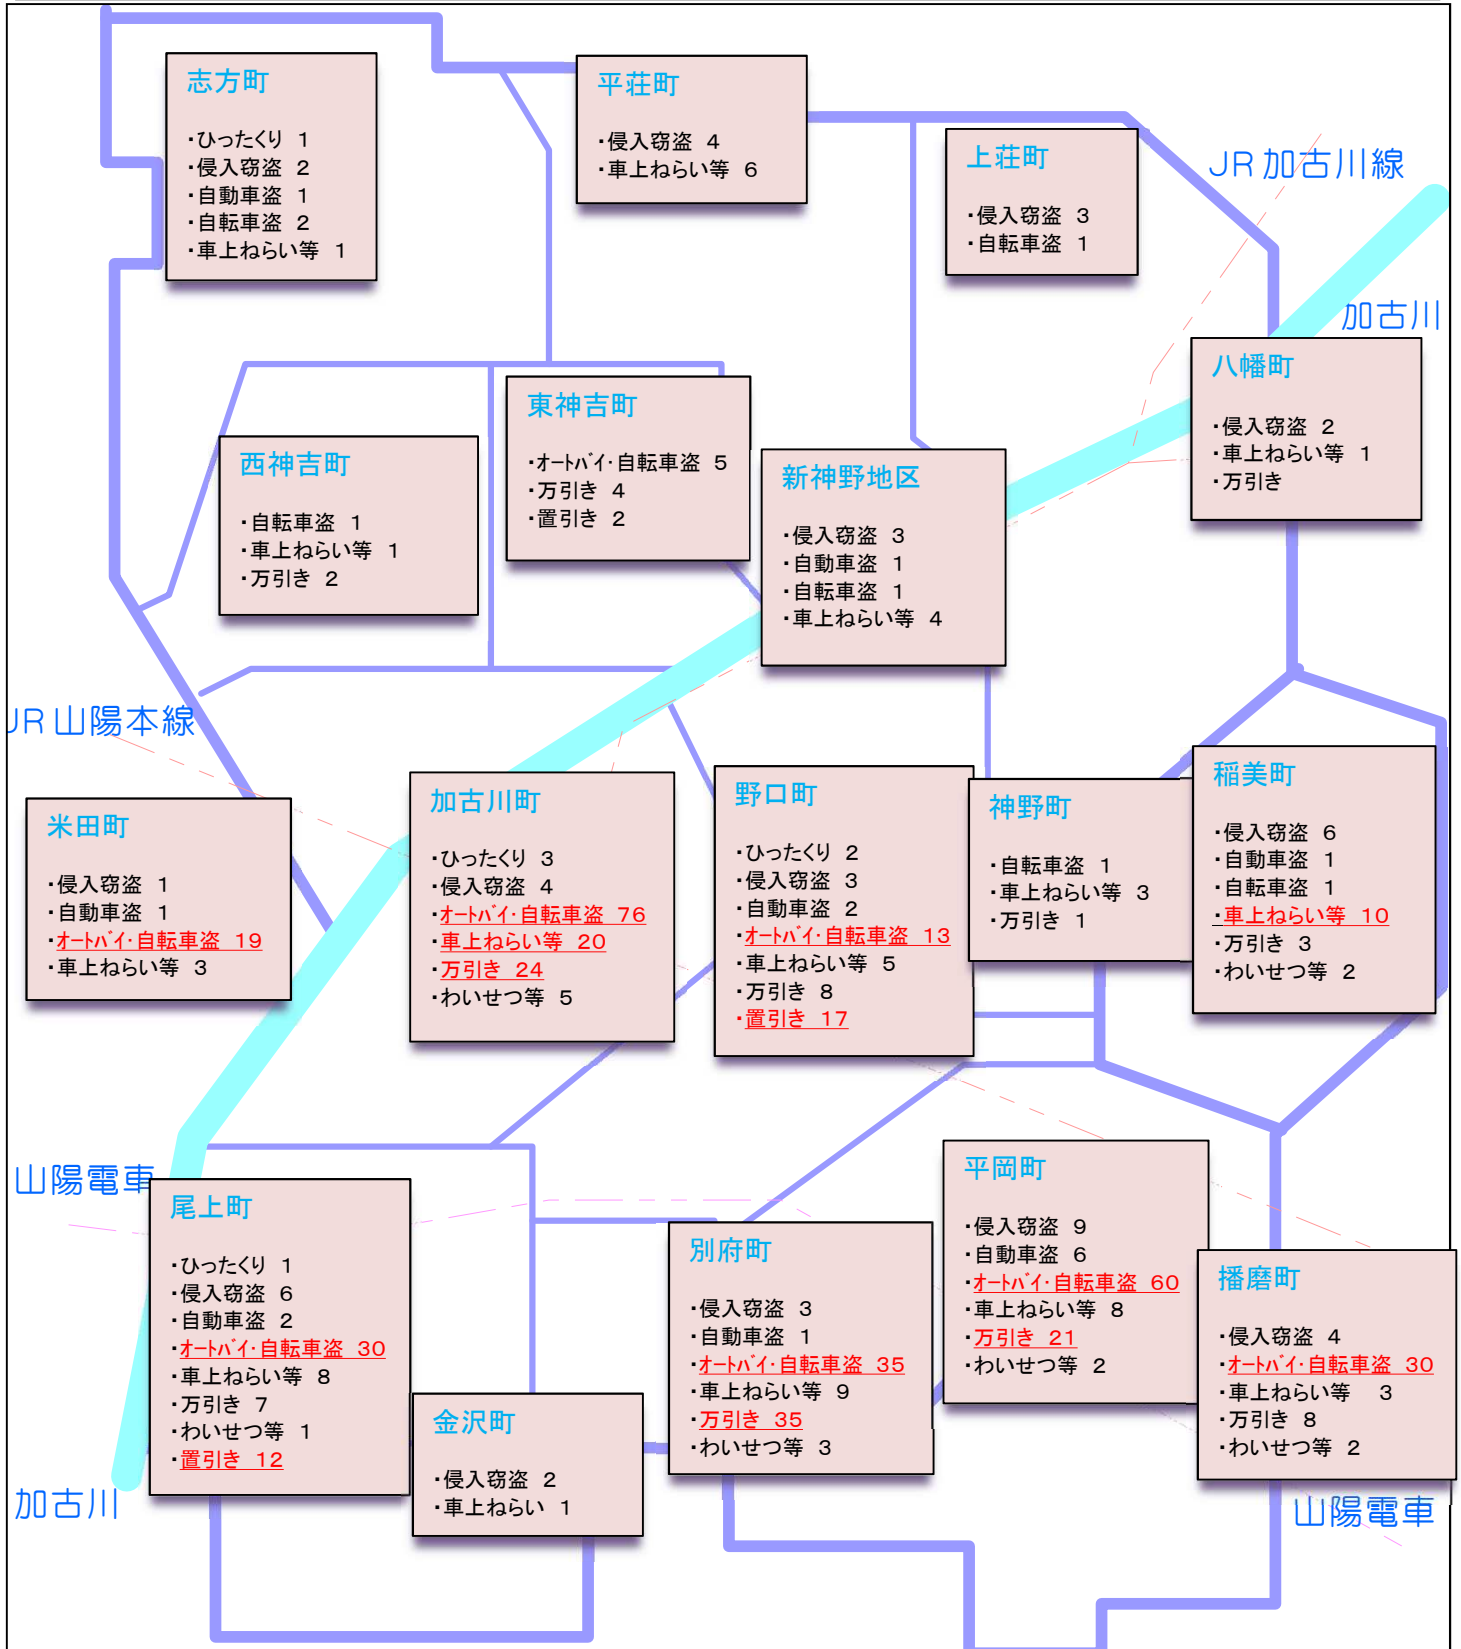 志方町
・ひったくり 1
・侵入窃盗 2
・自動車盗 1
・自転車盗 2
・車上ねらい等 1
平荘町
・侵入窃盗 4
・車上ねらい等 6
上荘町
・侵入窃盗 3
・自転車盗 1
JR加古川線
加古川
八幡町
・侵入窃盗 2
・車上ねらい等 1
・万引き
東神吉町
・オートバイ・自転車盗 5
・万引き 4
・置引き 2
西神吉町
・自転車盗 1
・車上ねらい等 1
・万引き 2
新神野地区
・侵入窃盗 3
・自動車盗 1
・自転車盗 1
・車上ねらい等 4
JR山陽本線
米田町
・侵入窃盗 1
・自動車盗 1
・オートバイ・自転車盗 19
・車上ねらい等 3
加古川町
・ひったくり 3
・侵入窃盗 4
・オートバイ・自転車盗 76
・車上ねらい等 20
・万引き 24
・わいせつ等 5
野口町
・ひったくり 2
・侵入窃盗 3
・自動車盗 2
・オートバイ・自転車盗 13
・車上ねらい等 5
・万引き 8
・置引き 17
神野町
・自転車盗 1
・車上ねらい等 3
・万引き 1
稲美町
・侵入窃盗 6
・自動車盗 1
・自転車盗 1
・車上ねらい等 10
・万引き 3
・わいせつ等 2
山陽電車
尾上町
・ひったくり 1
・侵入窃盗 6
・自動車盗 2
・オートバイ・自転車盗 30
・車上ねらい等 8
・万引き 7
・わいせつ等 1
・置引き 12
加古川
金沢町
・侵入窃盗 2
・車上ねらい 1
別府町
・侵入窃盗 3
・自動車盗 1
・オートバイ・自転車盗 35
・車上ねらい等 9
・万引き 35
・わいせつ等 3
平岡町
・侵入窃盗 9
・自動車盗 6
・オートバイ・自転車盗 60
・車上ねらい等 8
・万引き 21
・わいせつ等 2
播磨町
・侵入窃盗 4
・オートバイ・自転車盗 30
・車上ねらい等 3
・万引き 8
・わいせつ等 2
山陽電車